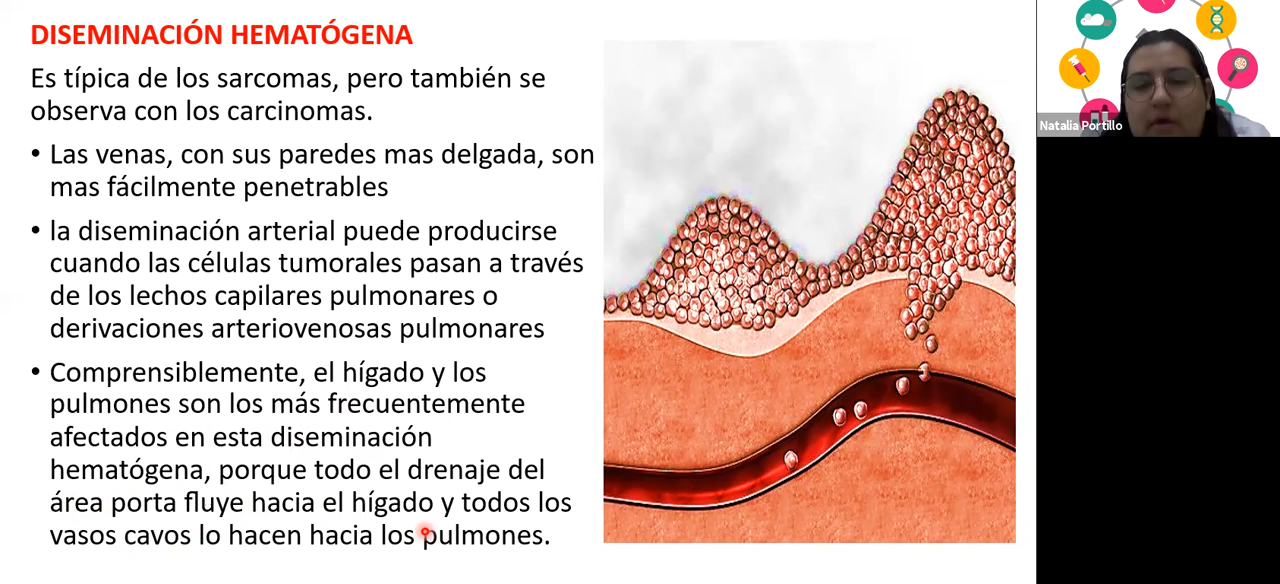 DISEMINACIÓN HEMATÓGENA
Es típica de los sarcomas, pero también se
observa con los carcinomas.
• Las venas, con sus paredes mas delgada, son
mas fácilmente penetrables
• la diseminación arterial puede producirse
cuando las células tumorales pasan a través
de los lechos capilares pulmonares o
derivaciones arteriovenosas pulmonares
• Comprensiblemente, el hígado y los
pulmones son los más frecuentemente
afectados en esta diseminación
hematógena, porque todo el drenaje del
área porta fluye hacia el hígado y todos los
vasos cavos lo hacen hacia los pulmones.
Natalia Portillo